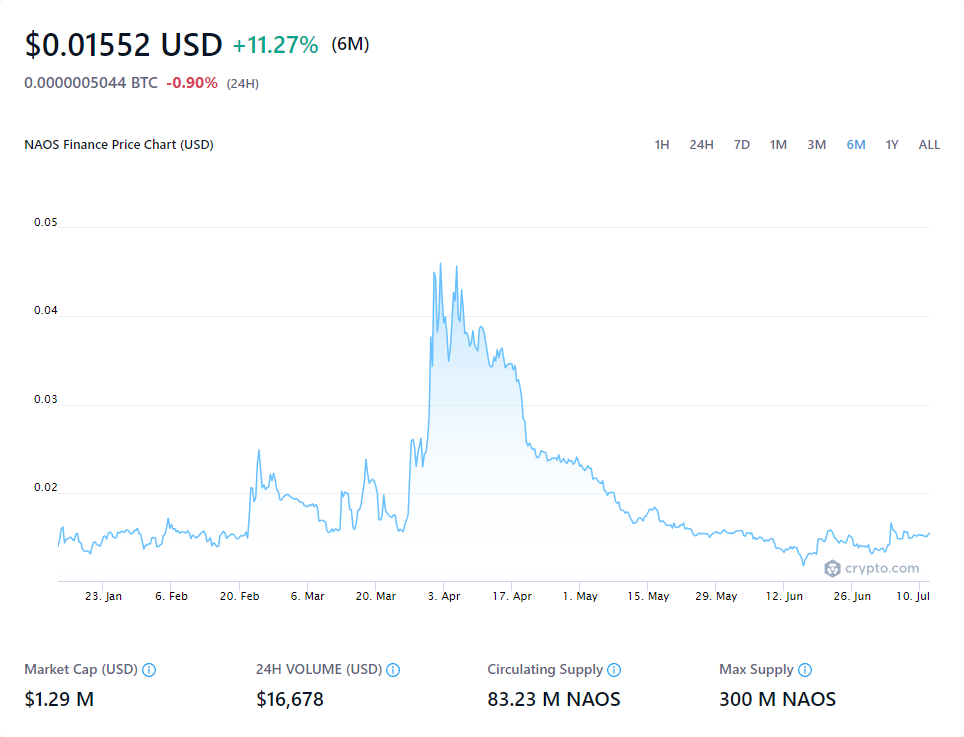 $0.01552 USD +11.27% (6M)
0.0000005044 BTC -0.90% (24H)
NAOS Finance Price Chart (USD) 1H 24H 7D 1M 3M 6M 1Y ALL
0.05
0.04
0.03
0.02
crypto.com
23. Jan 6. Feb 20. Feb 6. Mar 20. Mar 3. Apr 17. Apr 1. May 15. May 29. May 12. Jun 26. Jun 10. Jul
Market Cap (USD) 24H VOLUME (USD) Circulating Supply Max Supply
$1.29 M $16,678 83.23 M NAOS 300 M NAOS